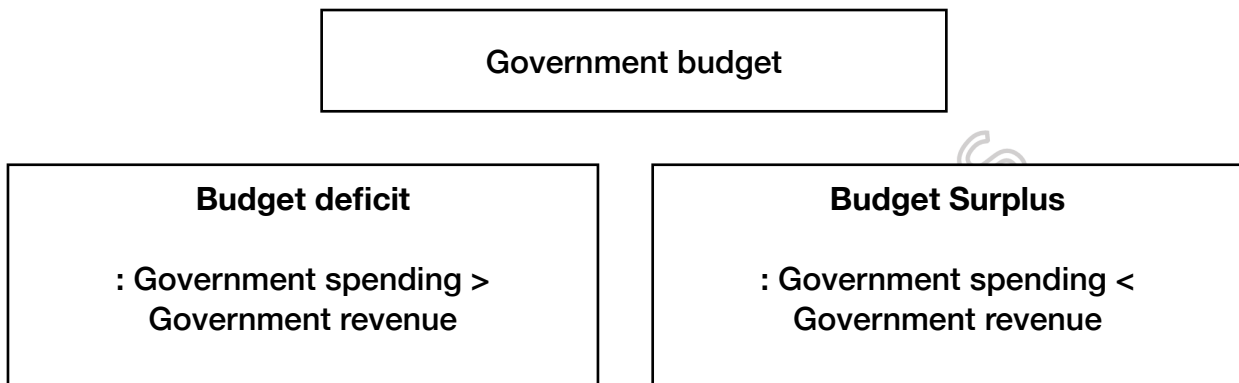 Government budget
Budget deficit
: Government spending >
Government revenue
Budget Surplus
: Government spending <
Government revenue